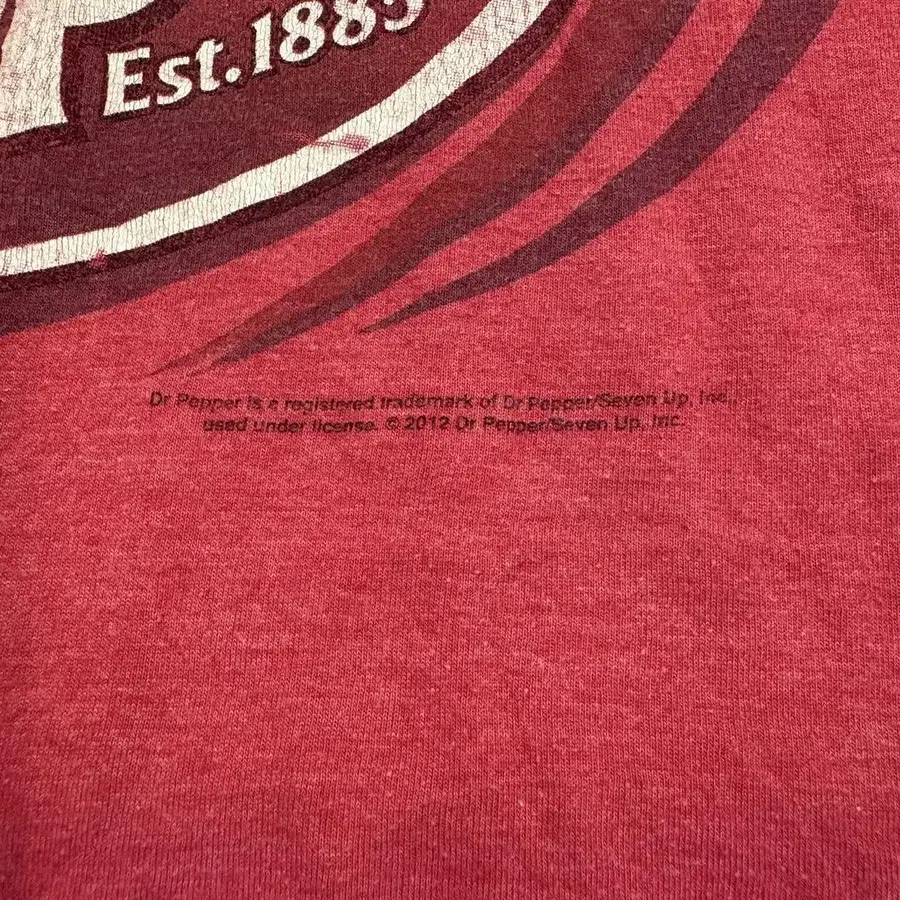 Est. 1885
Dr Pepper is a registered trademark of Dr Pepper/Seven Up, Inc.,
used under license. © 2012 Dr Pepper/Seven Up, Inc.